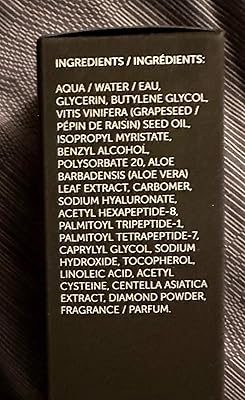 INGREDIENTS / INGRÉDIENTS:
AQUA / WATER / EAU,
GLYCERIN, BUTYLENE GLYCOL,
VITIS VINIFERA (GRAPESEED /
PÉPIN DE RAISIN) SEED OIL,
ISOPROPYL MYRISTATE,
BENZYL ALCOHOL,
POLYSORBATE 20, ALOE
BARBADENSIS (ALOE VERA)
LEAF EXTRACT, CARBOMER,
SODIUM HYALURONATE,
ACETYL HEXAPEPTIDE-8,
PALMITOYL TRIPEPTIDE-1,
PALMITOYL TETRAPEPTIDE-7,
CAPRYLYL GLYCOL, SODIUM
HYDROXIDE, TOCOPHEROL,
LINOLEIC ACID, ACETYL
CYSTEINE, CENTELLA ASIATICA
EXTRACT, DIAMOND POWDER,
FRAGRANCE / PARFUM.